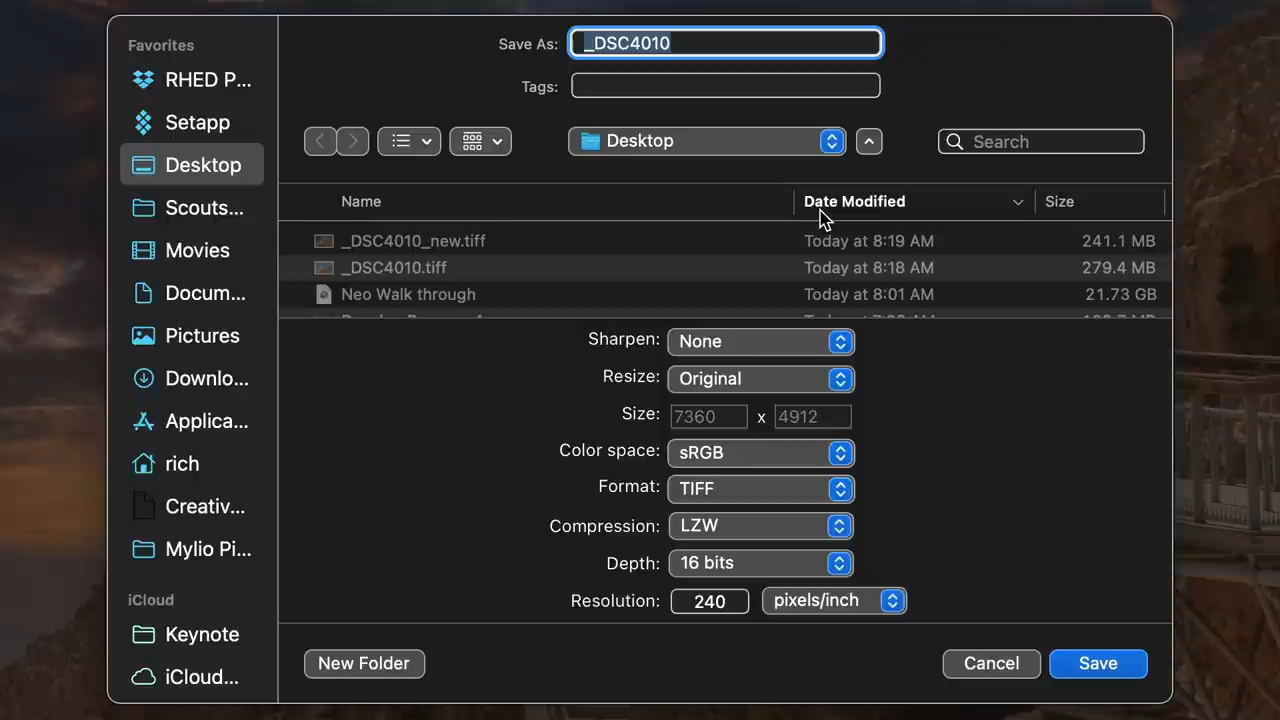 Favorites
RHED P...
Setapp
Desktop
Scouts...
Movies
Docum...
Pictures
Downlo...
Applica...
rich
Creativ...
Mylio Pi...
iCloud
Keynote
iCloud...
Save As: _DSC4010
Tags:
Desktop
Search
Name Date Modified Size
_DSC4010_new.tiff Today at 8:19 AM 241.1 MB
_DSC4010.tiff Today at 8:18 AM 279.4 MB
Neo Walk through Today at 8:01 AM 21.73 GB
Sharpen: None
Resize: Original
Size: 7360 x 4912
Color space: sRGB
Format: TIFF
Compression: LZW
Depth: 16 bits
Resolution: 240 pixels/inch
New Folder Cancel Save